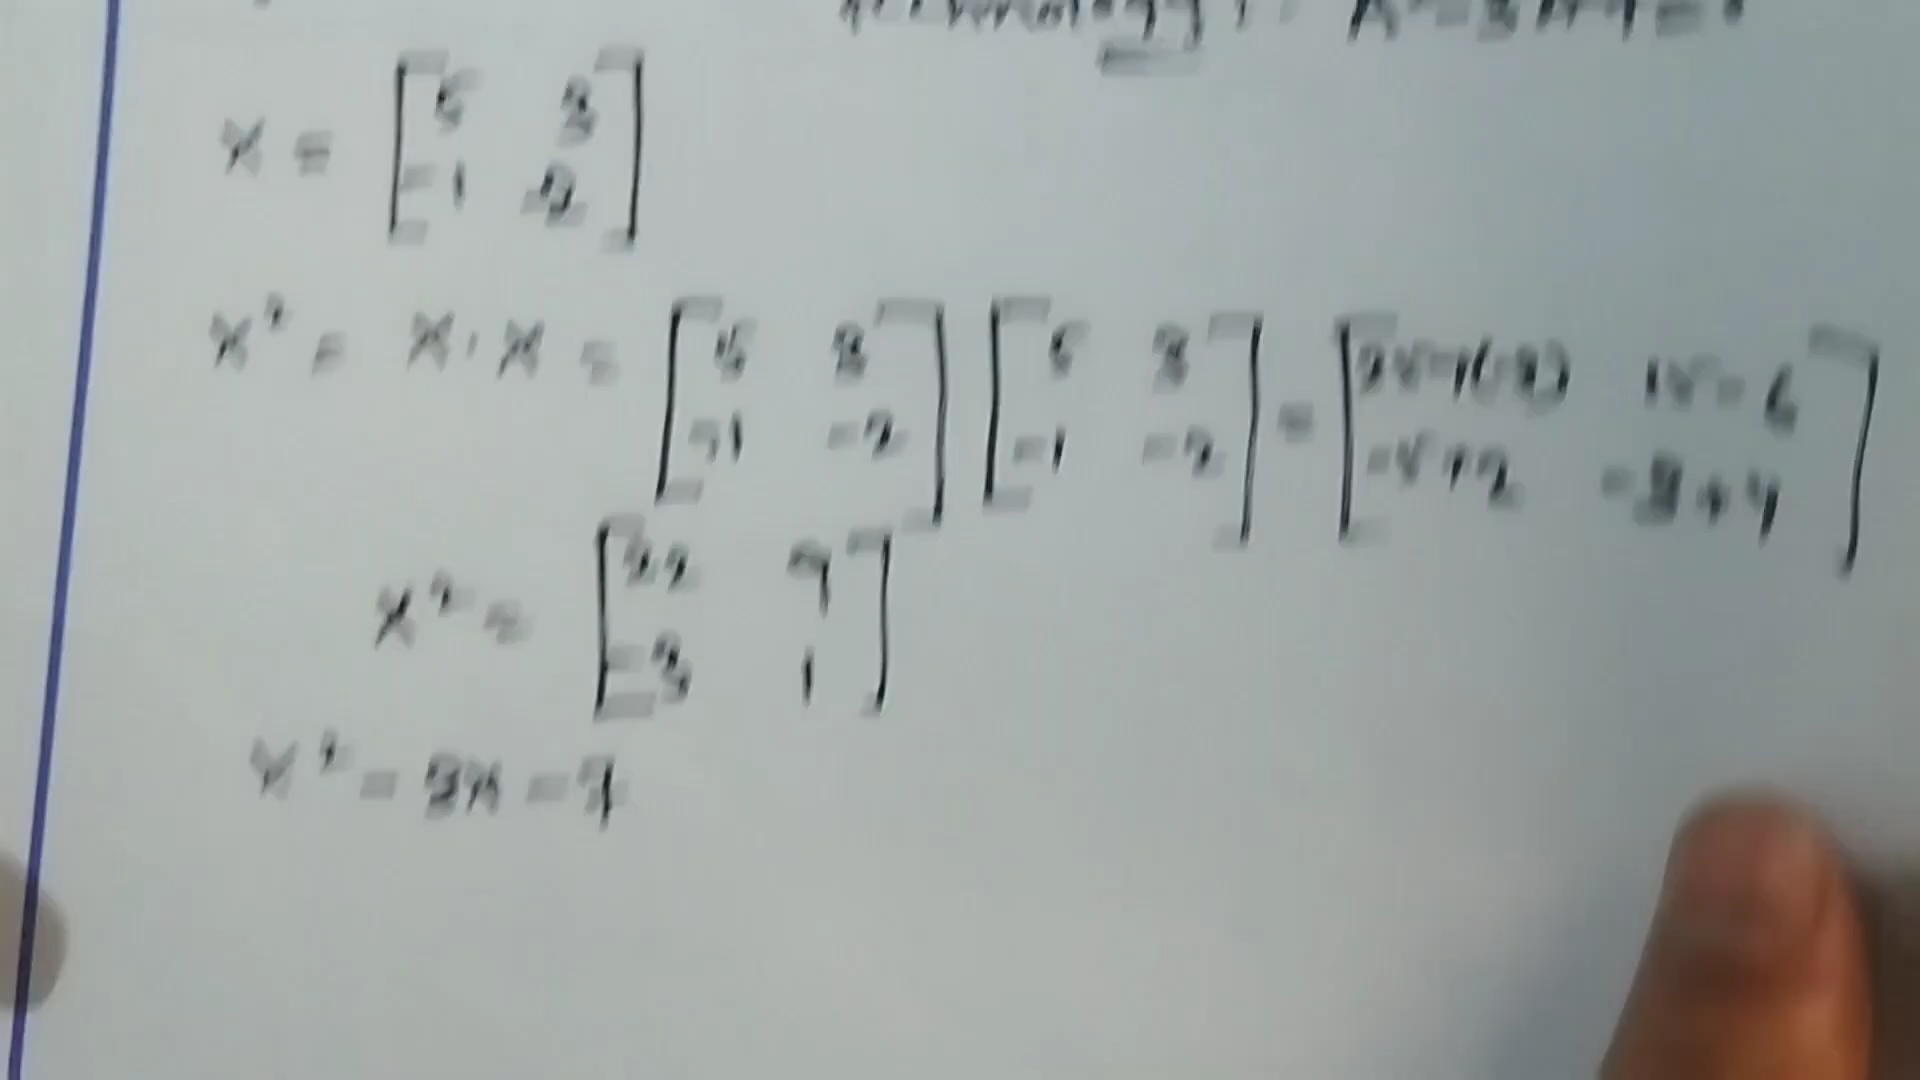 X = [5 3
-1 -2]
X² = X · X = [5 3 -1 -2] [5 3 -1 -2] = [25-1(-3) 15-6
-5+2 -3+4]
X² = [22 9
-3 1]
X² - 3X - 7